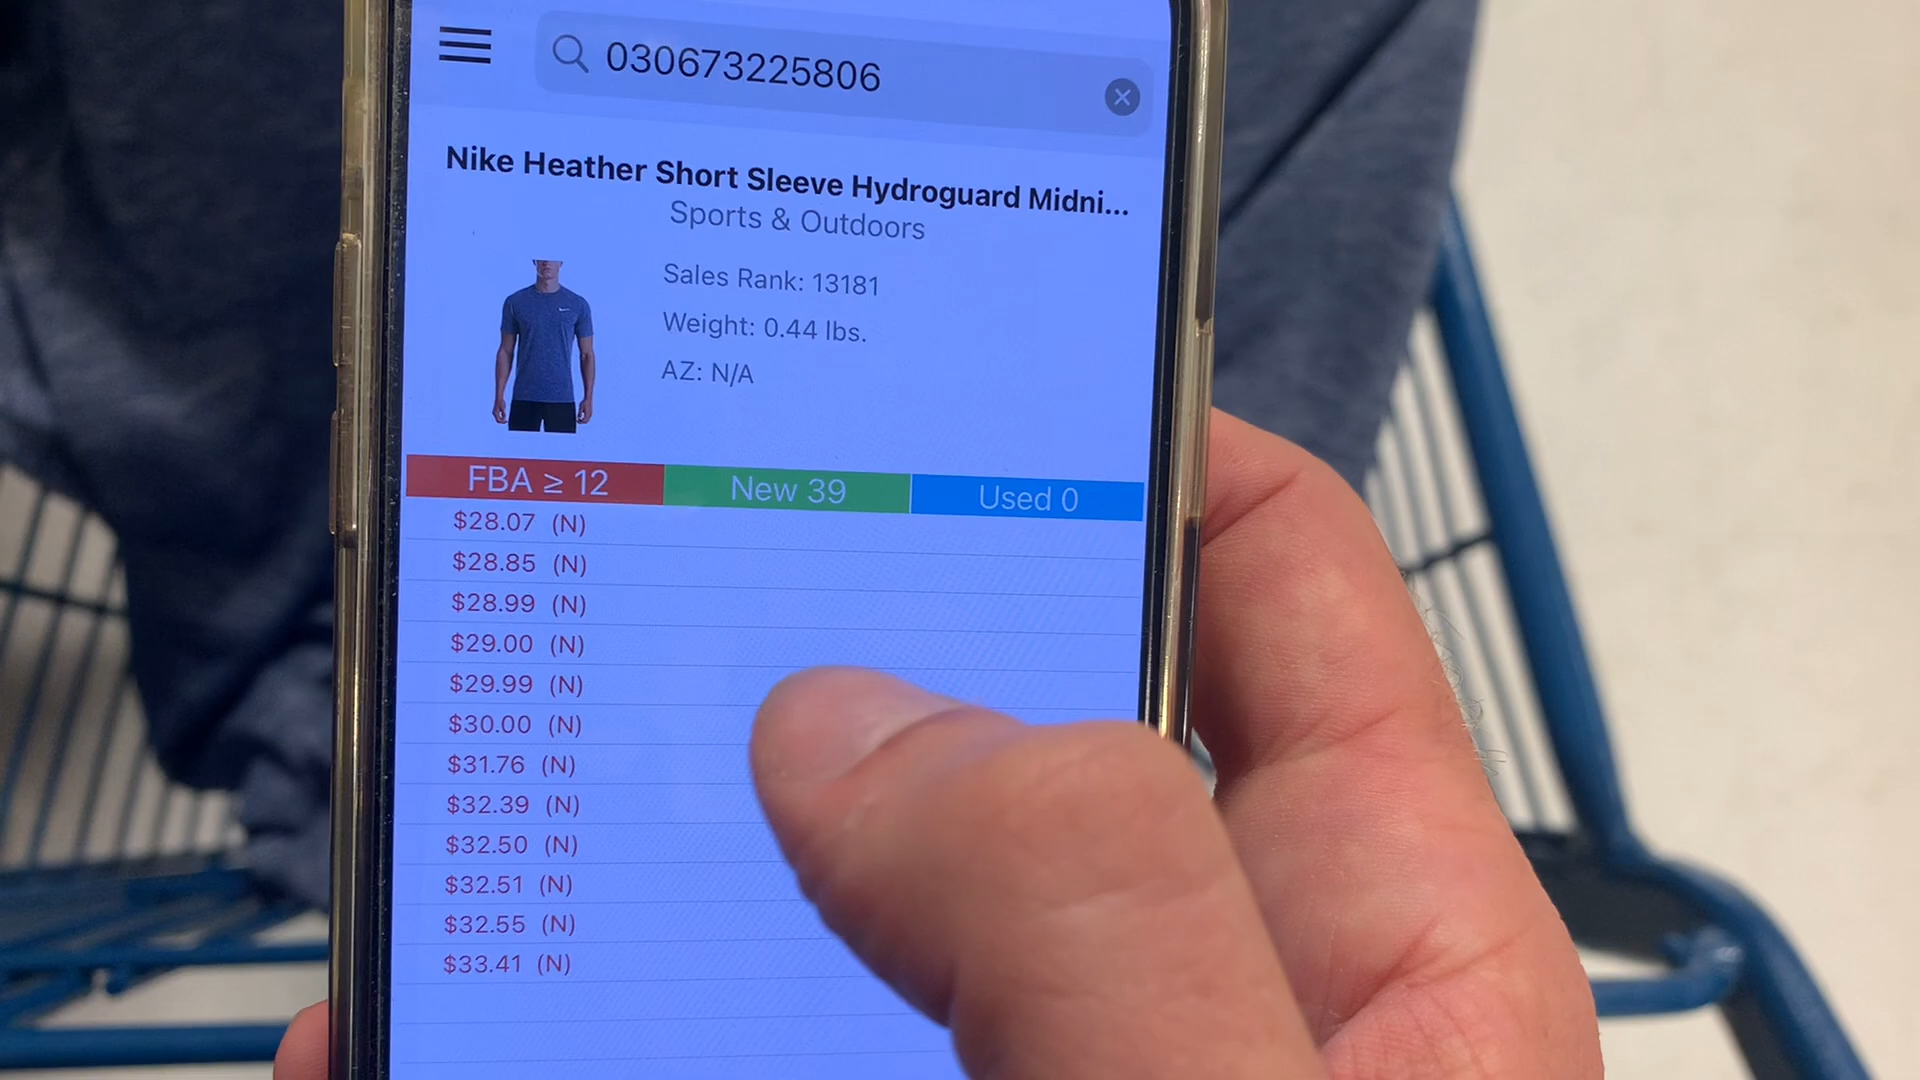 030673225806
Nike Heather Short Sleeve Hydroguard Midni...
Sports & Outdoors
Sales Rank: 13181
Weight: 0.44 lbs.
AZ: N/A
FBA ≥ 12 New 39 Used 0
$28.07 (N)
$28.85 (N)
$28.99 (N)
$29.00 (N)
$29.99 (N)
$30.00 (N)
$31.76 (N)
$32.39 (N)
$32.50 (N)
$32.51 (N)
$32.55 (N)
$33.41 (N)